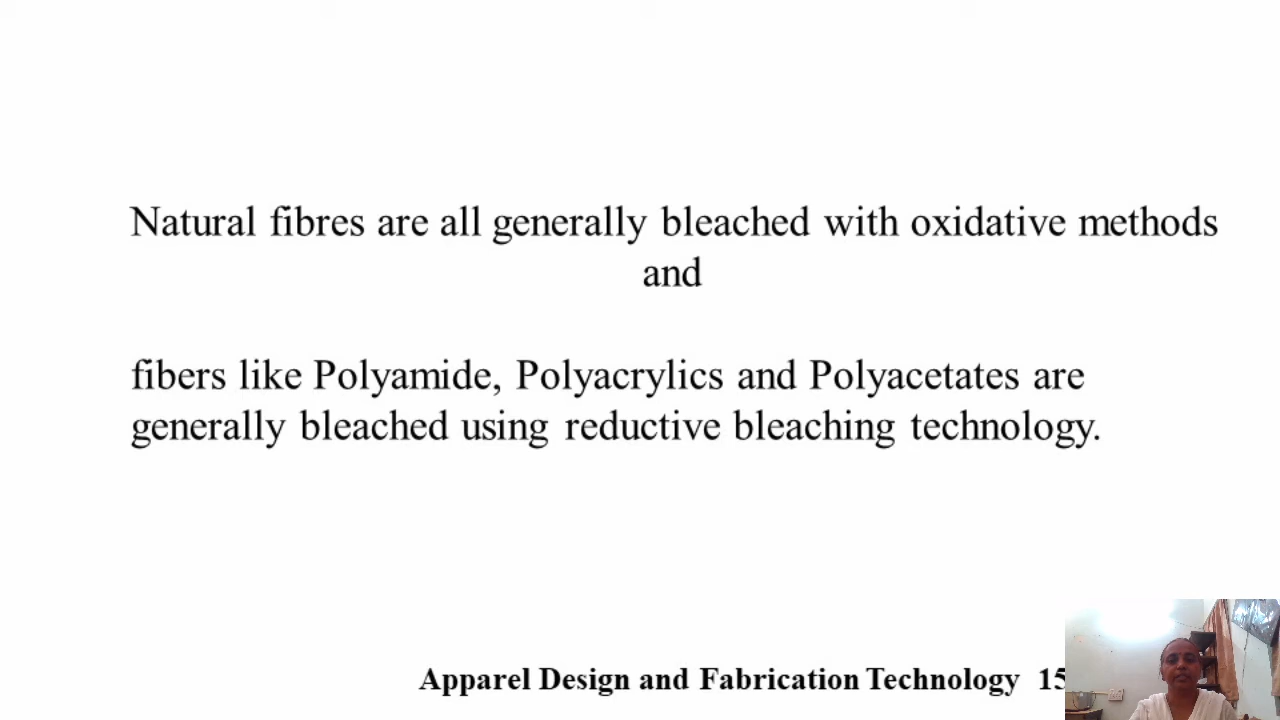 Natural fibres are all generally bleached with oxidative methods
and
fibers like Polyamide, Polyacrylics and Polyacetates are
generally bleached using reductive bleaching technology.
Apparel Design and Fabrication Technology 15